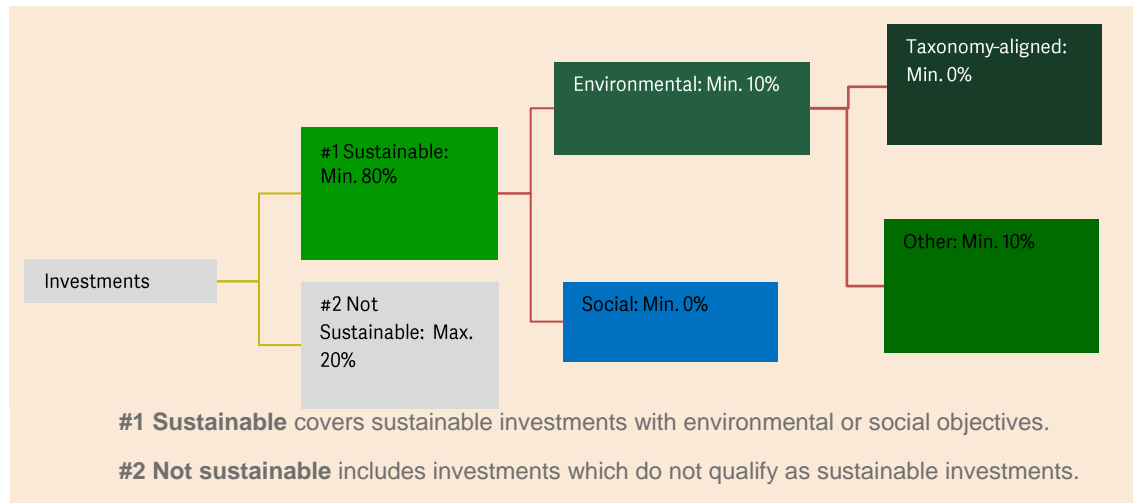 Investments
#1 Sustainable:
Min. 80%
#2 Not
Sustainable: Max.
20%
Environmental: Min. 10%
Social: Min. 0%
Taxonomy-aligned:
Min. 0%
Other: Min. 10%
#1 Sustainable covers sustainable investments with environmental or social objectives.
#2 Not sustainable includes investments which do not qualify as sustainable investments.